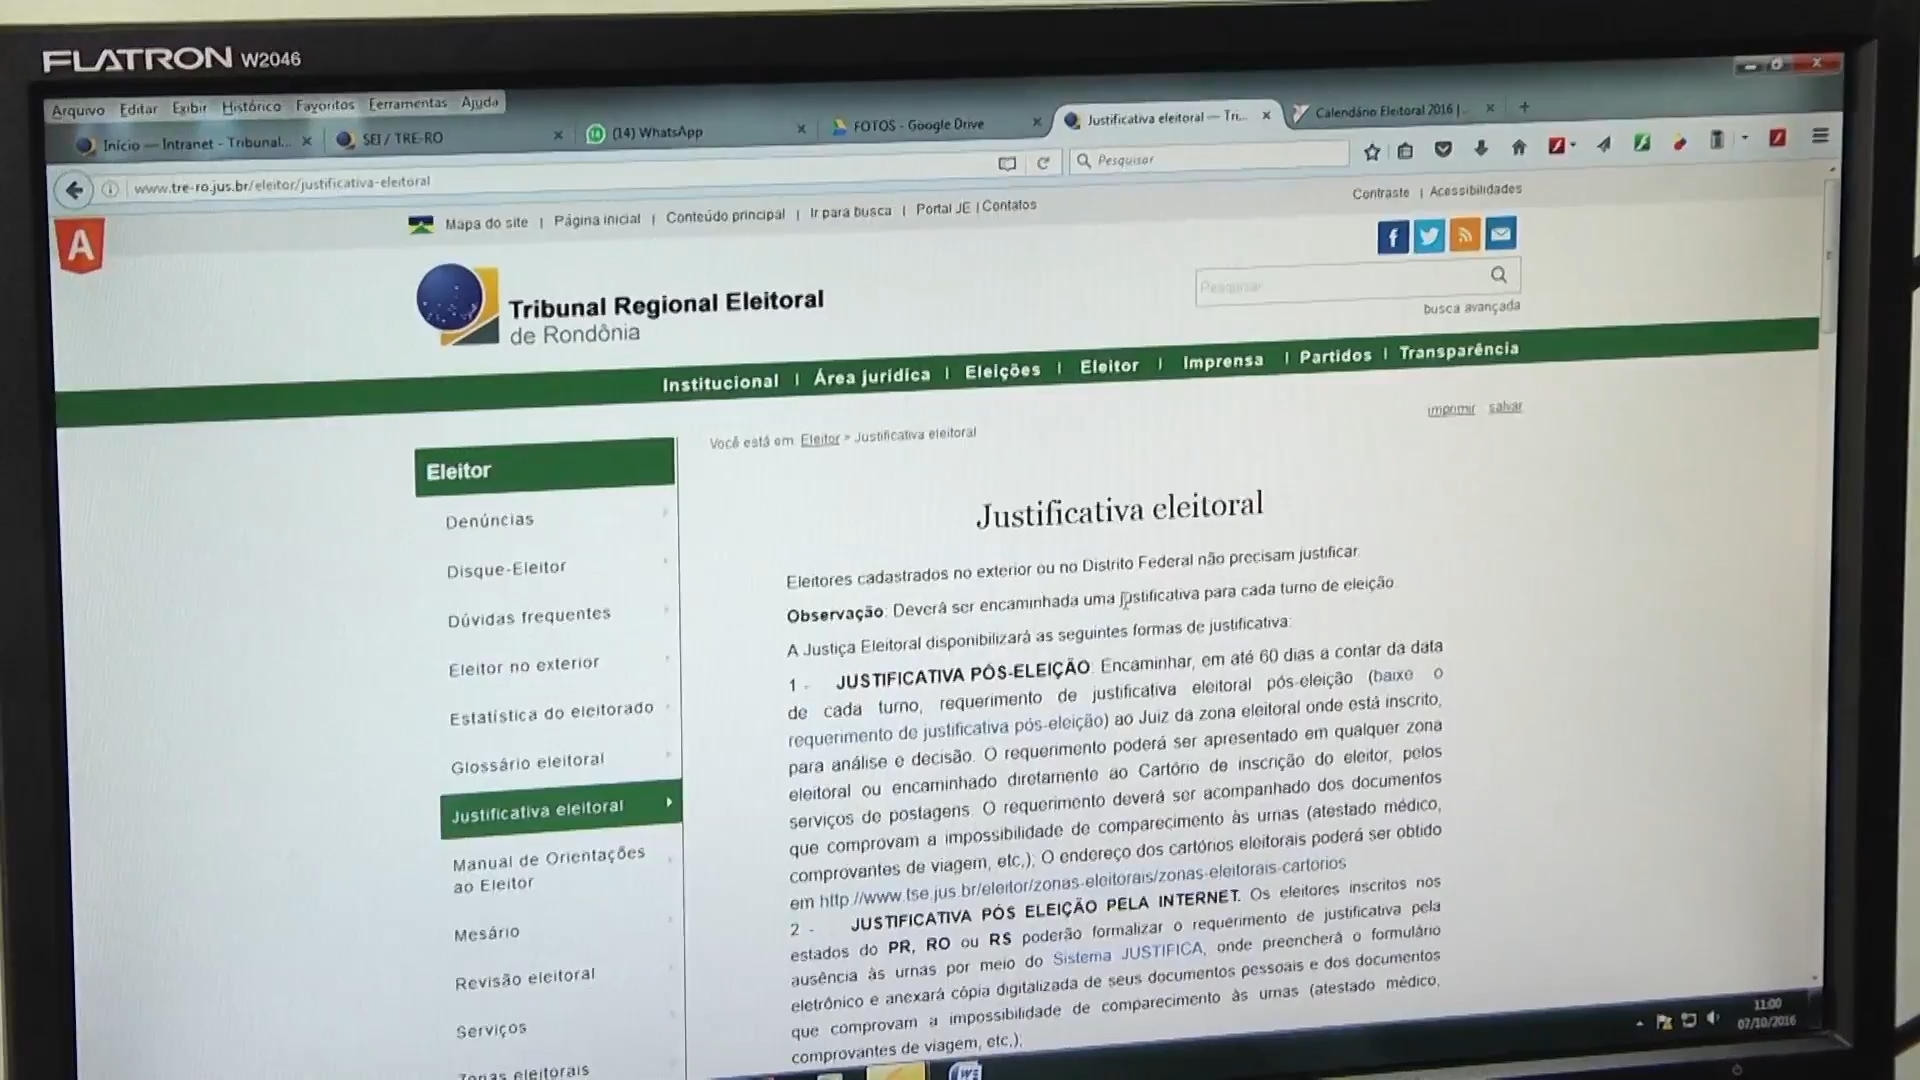 FLATRON W2046
Arquivo Editar Exibir Histórico Favoritos Ferramentas Ajuda
Início — Intranet - Tribunal... SEI / TRE-RO (14) WhatsApp FOTOS - Google Drive Justificativa eleitoral — Tri... Calendário Eleitoral 2016 |
www.tre-ro.jus.br/eleitor/justificativa-eleitoral Pesquisar
Mapa do site | Página inicial | Conteúdo principal | Ir para busca | Portal JE | Contatos
Contraste | Acessibilidades
A
Tribunal Regional Eleitoral
de Rondônia
Pesquisar
busca avançada
Institucional | Área jurídica | Eleições | Eleitor | Imprensa | Partidos | Transparência
imprimir salvar
Você está em: Eleitor > Justificativa eleitoral
Eleitor
Denúncias
Disque-Eleitor
Dúvidas frequentes
Eleitor no exterior
Estatística do eleitorado
Glossário eleitoral
Justificativa eleitoral
Manual de Orientações
ao Eleitor
Mesário
Revisão eleitoral
Serviços
Zonas eleitorais
Justificativa eleitoral
Eleitores cadastrados no exterior ou no Distrito Federal não precisam justificar.
Observação: Deverá ser encaminhada uma justificativa para cada turno de eleição.
A Justiça Eleitoral disponibilizará as seguintes formas de justificativa:
1 - JUSTIFICATIVA PÓS-ELEIÇÃO: Encaminhar, em até 60 dias a contar da data
de cada turno, requerimento de justificativa eleitoral pós-eleição (baixe o
requerimento de justificativa pós-eleição) ao Juiz da zona eleitoral onde está inscrito,
para análise e decisão. O requerimento poderá ser apresentado em qualquer zona
eleitoral ou encaminhado diretamente ao Cartório de inscrição do eleitor, pelos
serviços de postagens. O requerimento deverá ser acompanhado dos documentos
que comprovam a impossibilidade de comparecimento às urnas (atestado médico,
comprovantes de viagem, etc,); O endereço dos cartórios eleitorais poderá ser obtido
em http://www.tse.jus.br/eleitor/zonas-eleitorais/zonas-eleitorais-cartorios
2 - JUSTIFICATIVA PÓS ELEIÇÃO PELA INTERNET. Os eleitores inscritos nos
estados do PR, RO ou RS poderão formalizar o requerimento de justificativa pela
ausência às urnas por meio do Sistema JUSTIFICA, onde preencherá o formulário
eletrônico e anexará cópia digitalizada de seus documentos pessoais e dos documentos
que comprovam a impossibilidade de comparecimento às urnas (atestado médico,
comprovantes de viagem, etc,);
11:00
07/10/2016